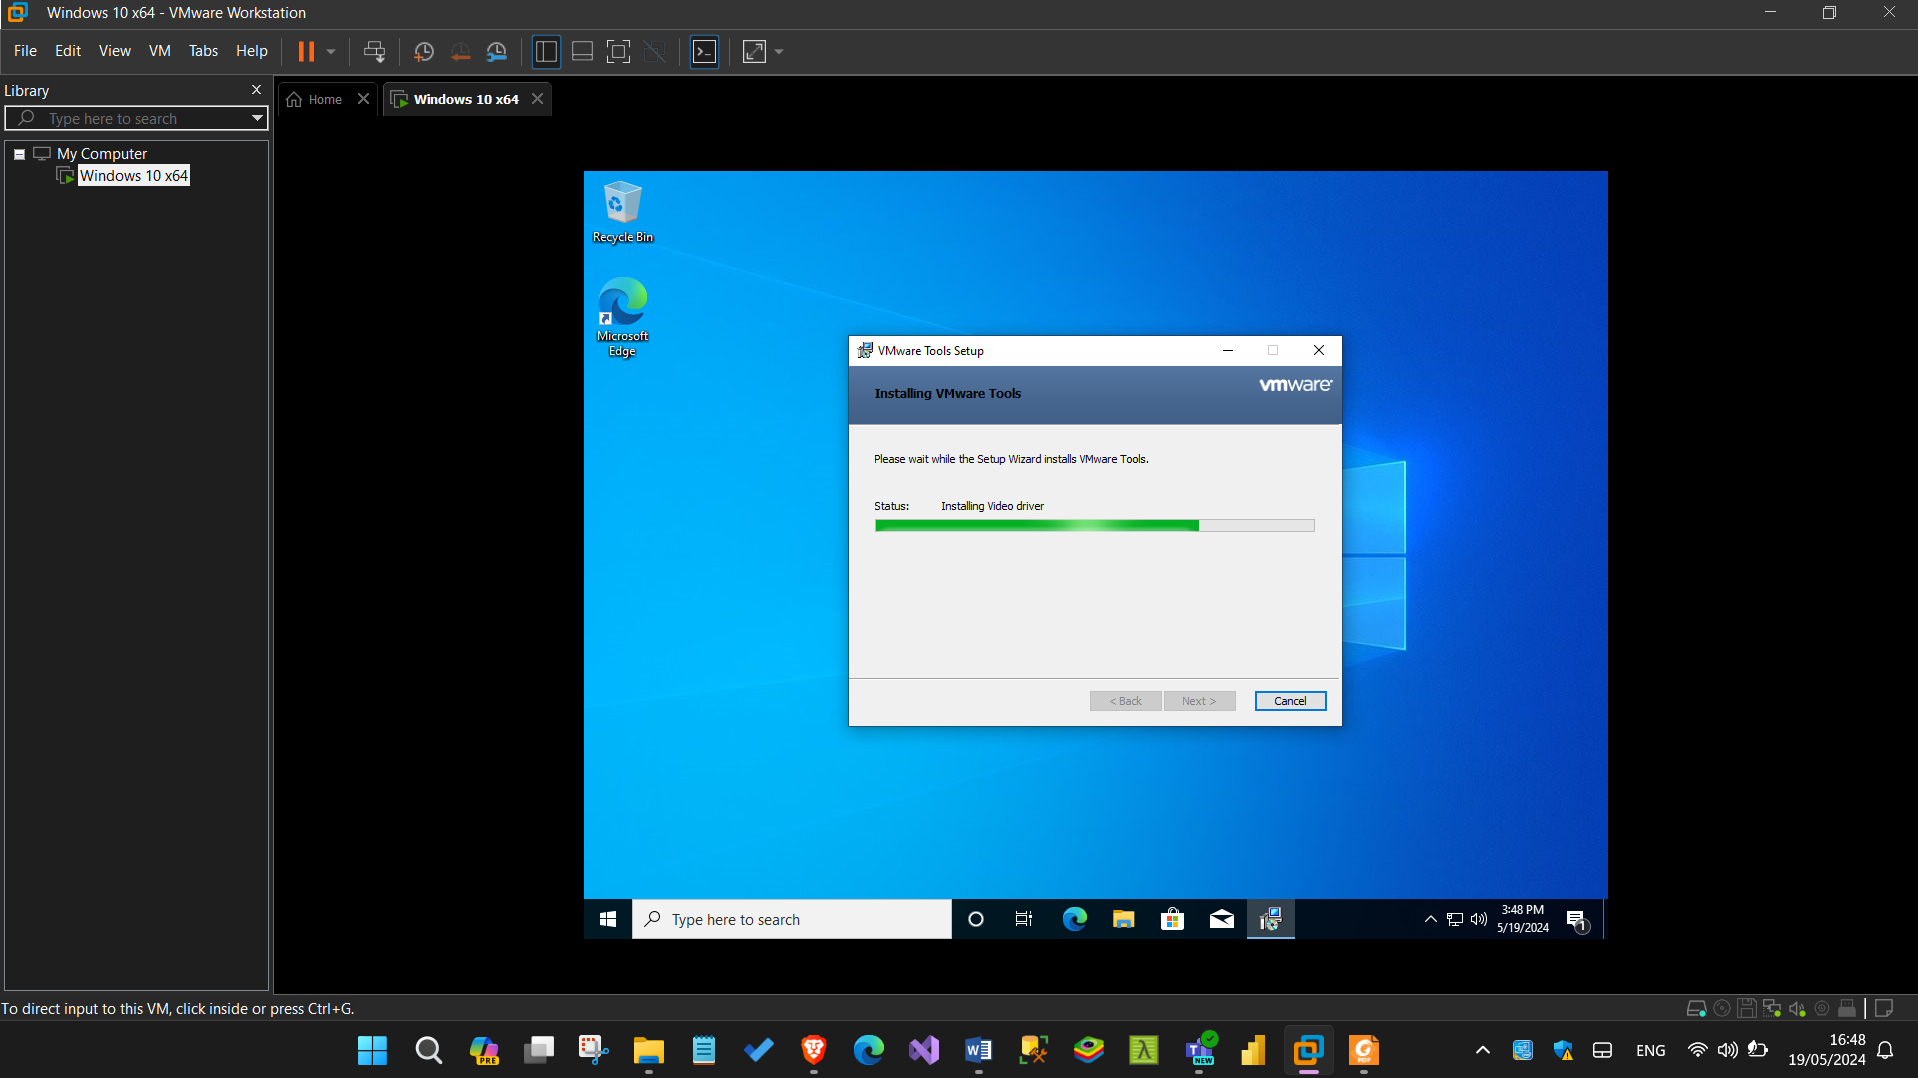 Windows 10 x64 - VMware Workstation
File Edit View VM Tabs Help
Library
Type here to search
My Computer
Windows 10 x64
Home
Windows 10 x64
Recycle Bin
Microsoft
Edge
VMware Tools Setup
Installing VMware Tools
vmware
Please wait while the Setup Wizard installs VMware Tools.
Status: Installing Video driver
< Back
Next >
Cancel
Type here to search
3:48 PM
5/19/2024
1
To direct input to this VM, click inside or press Ctrl+G.
PRE
NEW
PDF
ENG
16:48
19/05/2024